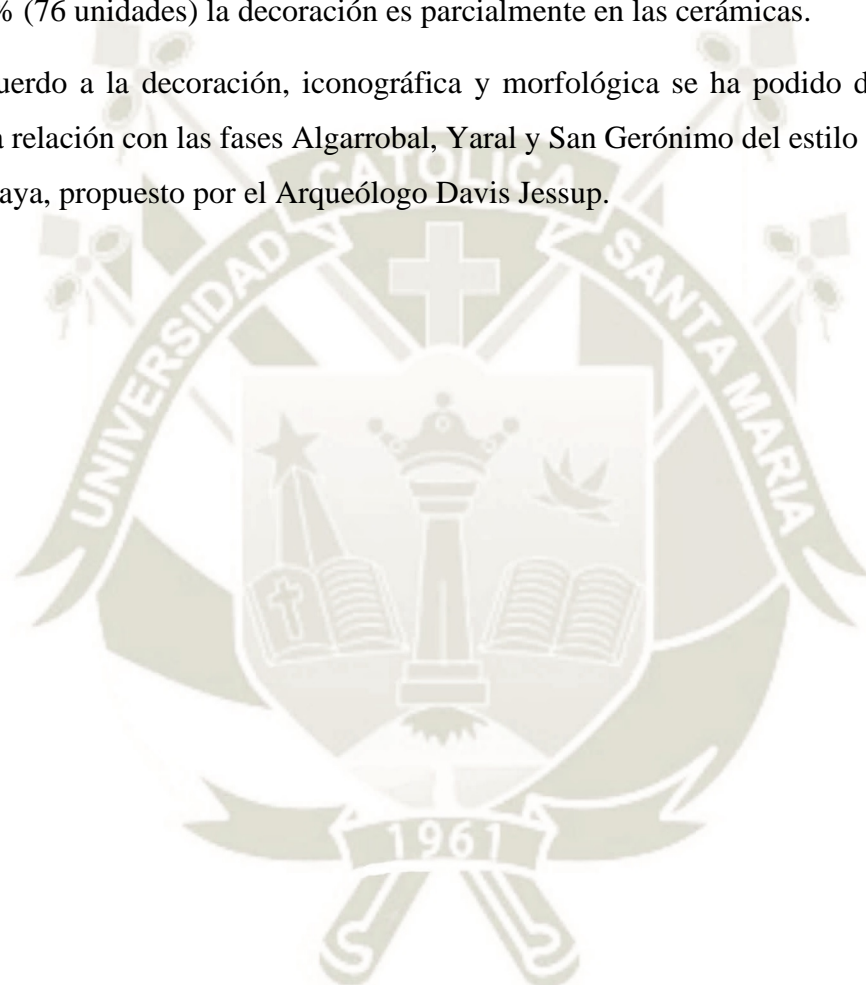 % (76 unidades) la decoración es parcialmente en las cerámicas.
uerdo a la decoración, iconográfica y morfológica se ha podido d
a relación con las fases Algarrobal, Yaral y San Gerónimo del estilo
aya, propuesto por el Arqueólogo Davis Jessup.
UNIVERSIDAD CATOLICA SANTA MARIA
1961